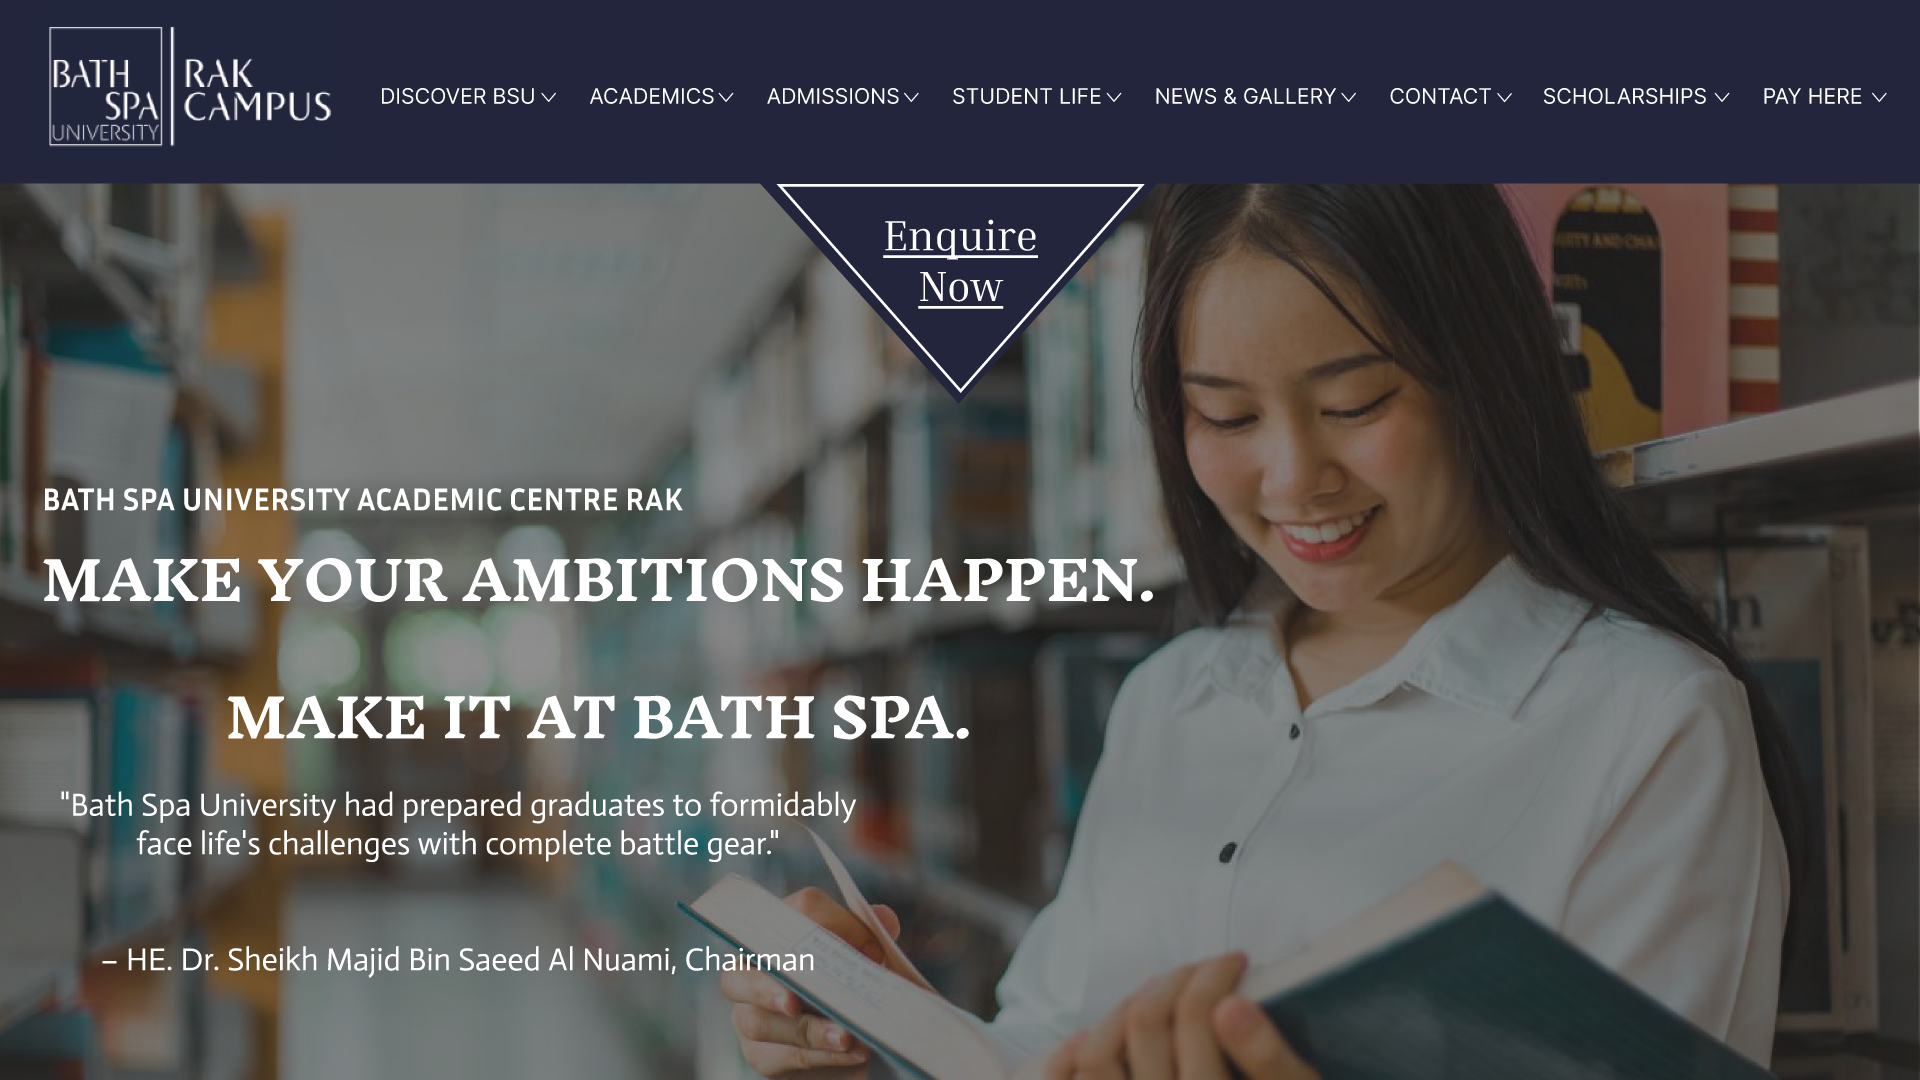 BATH
SPA
UNIVERSITY
RAK
CAMPUS
DISCOVER BSU
ACADEMICS
ADMISSIONS
STUDENT LIFE
NEWS & GALLERY
CONTACT
SCHOLARSHIPS
PAY HERE
Enquire
Now
BATH SPA UNIVERSITY ACADEMIC CENTRE RAK
MAKE YOUR AMBITIONS HAPPEN.
MAKE IT AT BATH SPA.
"Bath Spa University had prepared graduates to formidably
face life's challenges with complete battle gear."
– HE. Dr. Sheikh Majid Bin Saeed Al Nuami, Chairman